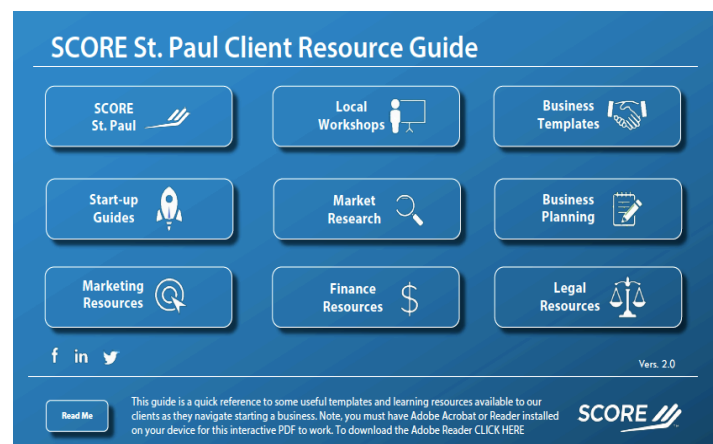 SCORE St. Paul Client Resource Guide
SCORE
St. Paul
Local
Workshops
Business
Templates
Start-up
Guides
Market
Research
Business
Planning
Marketing
Resources
Finance
Resources
$
Legal
Resources
f in
Vers. 2.0
Read Me
This guide is a quick reference to some useful templates and learning resources available to our
clients as they navigate starting a business. Note, you must have Adobe Acrobat or Reader installed
on your device for this interactive PDF to work. To download the Adobe Reader CLICK HERE
SCORE